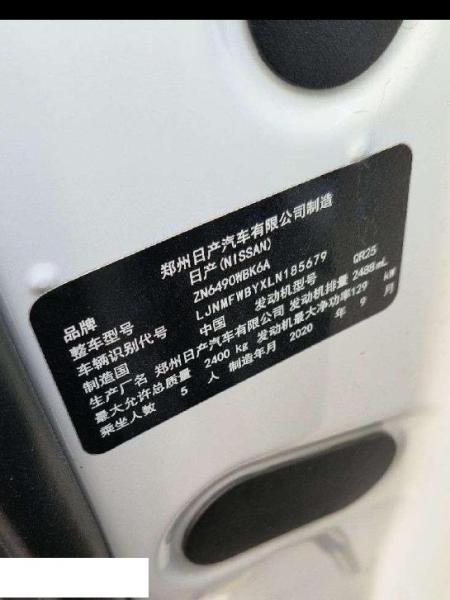 郑州日产汽车有限公司制造
品牌 日产(NISSAN)
整车型号 ZN6490WBK6A
车辆识别代号 LJNMFWBYXLN185679
制造国 中国 发动机型号 QR25
生产厂名 郑州日产汽车有限公司 发动机排量 2488mL
最大允许总质量 2400 kg 发动机最大净功率129 kW
乘坐人数 5 人 制造年月 2020 年 9 月